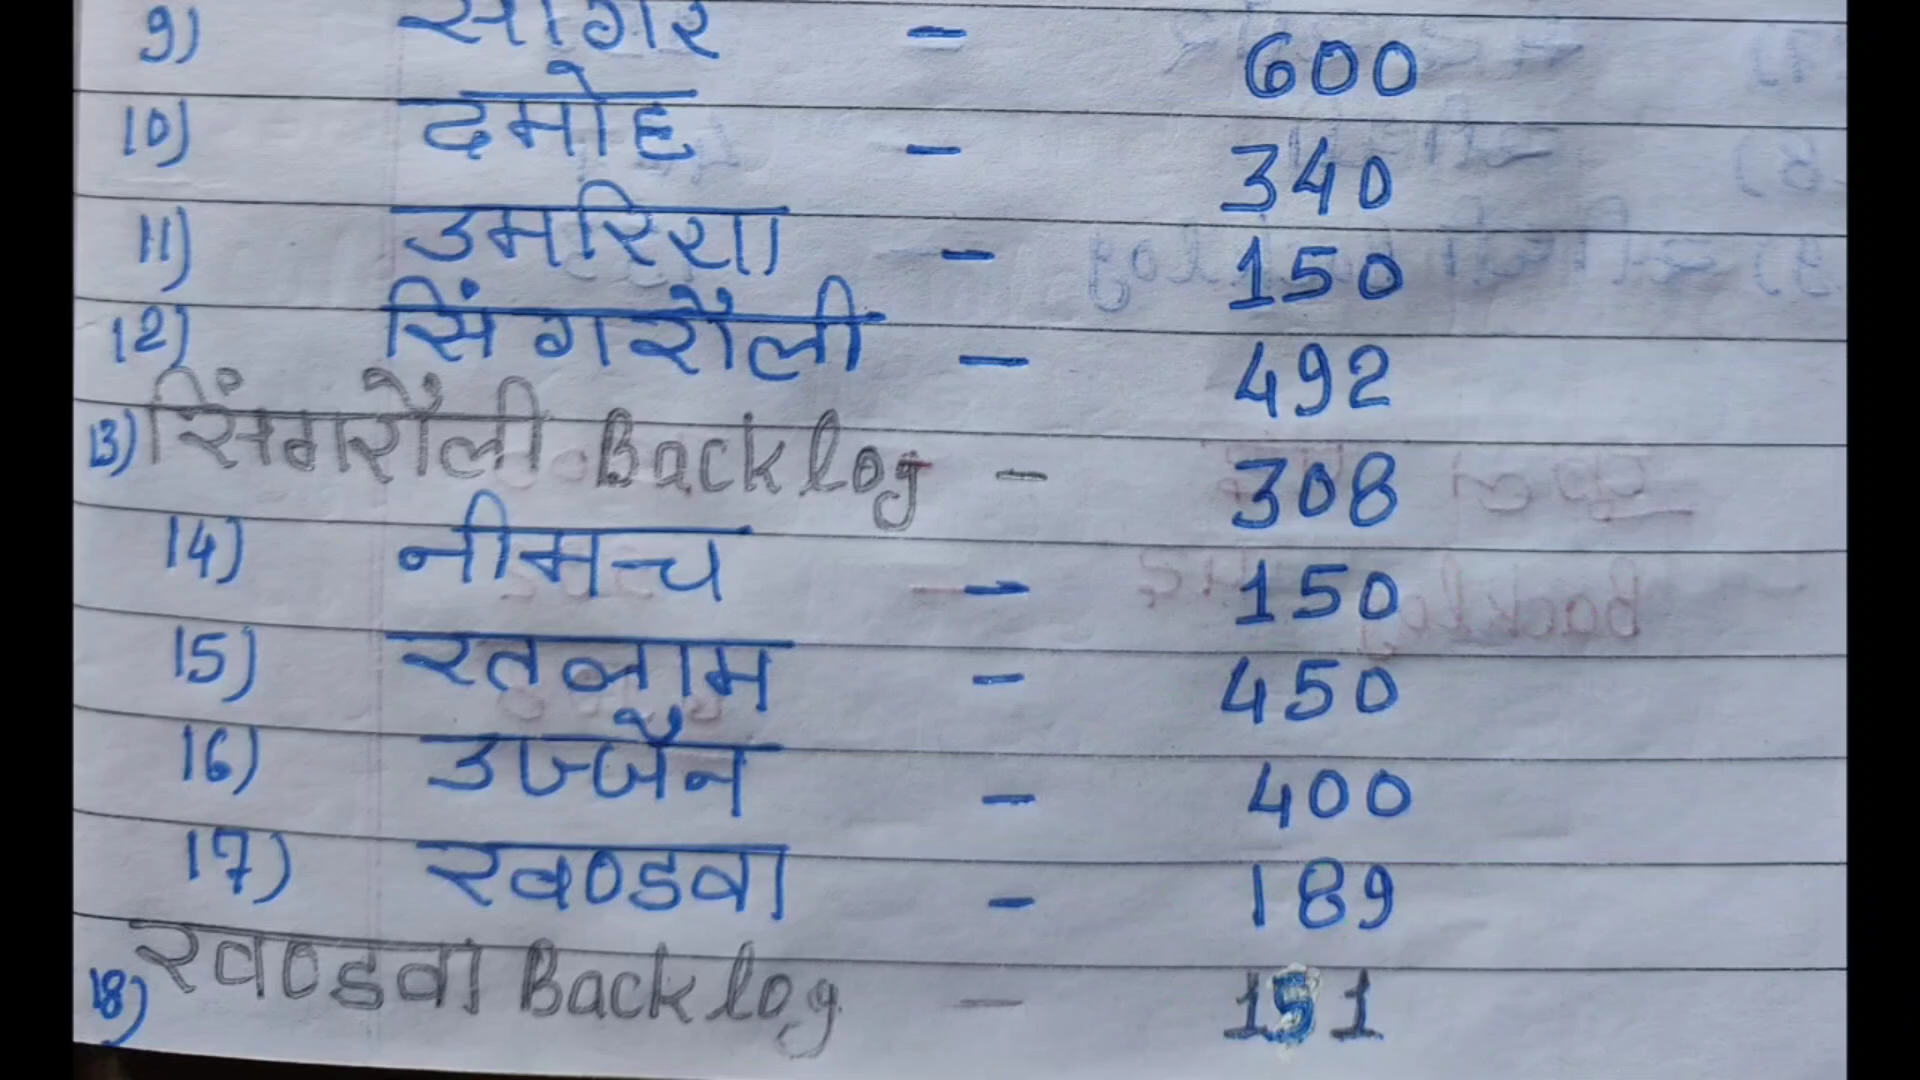 9) सागर - 600
10) दमोह - 340
11) उमरिया - 150
12) सिंगरौली - 492
13) सिंगरौली Backlog - 308
14) नीमच - 150
15) रतलाम - 450
16) उज्जैन - 400
17) खण्डवा - 189
18) खण्डवा Backlog - 151